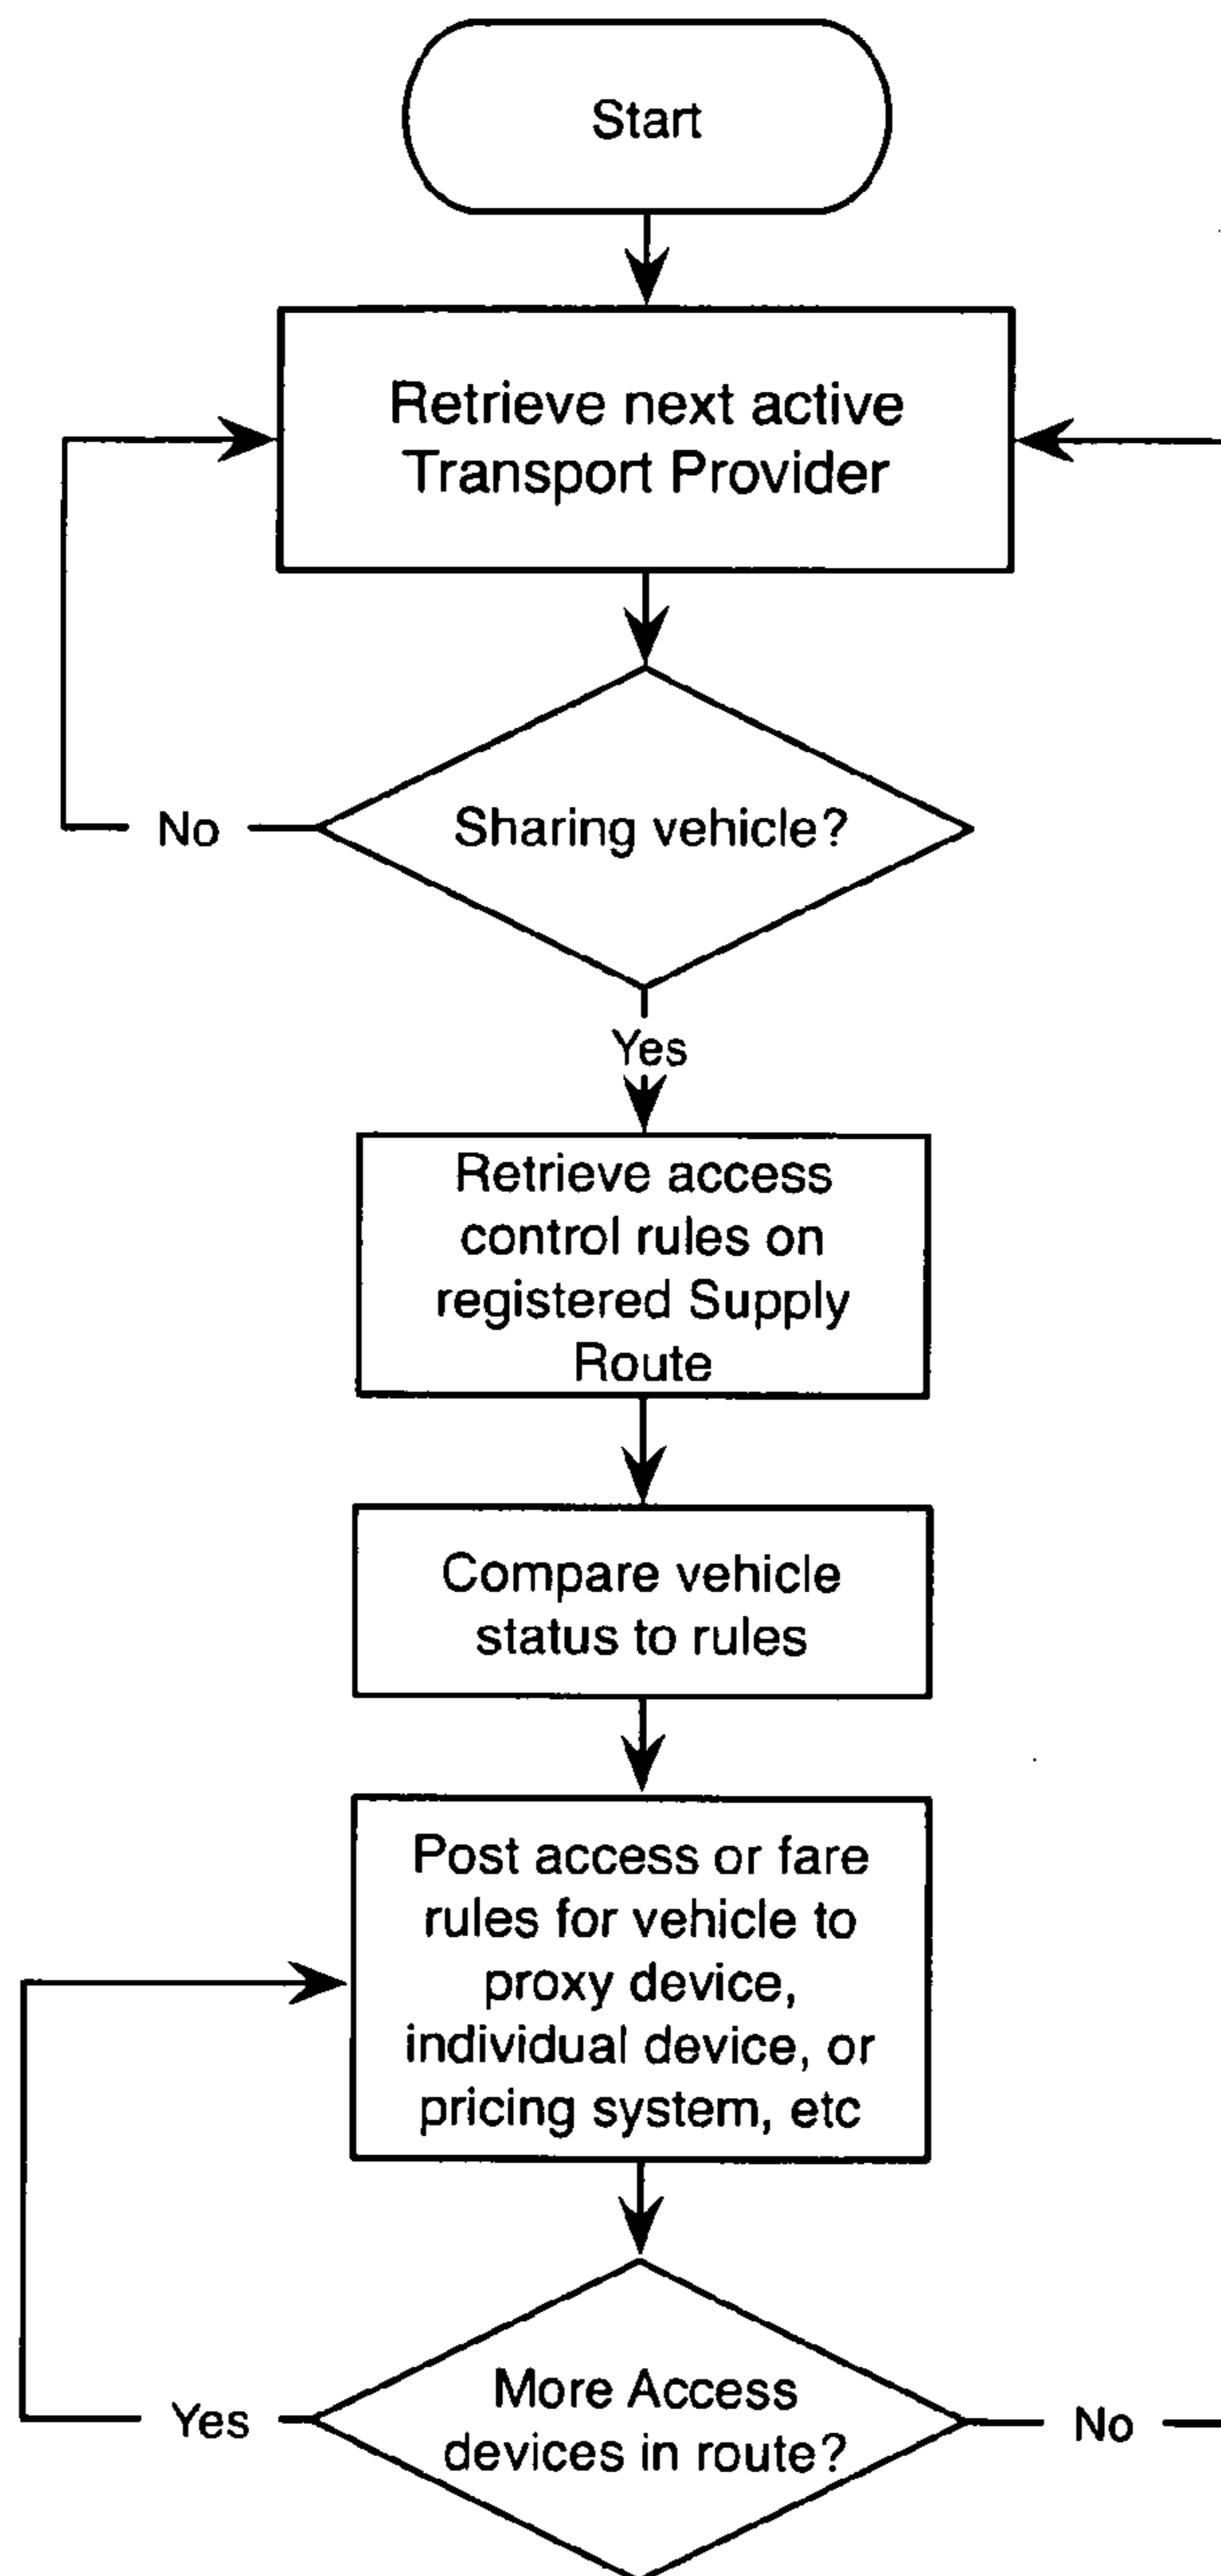 Start
Retrieve next active
Transport Provider
No
Sharing vehicle?
Yes
Retrieve access
control rules on
registered Supply
Route
Compare vehicle
status to rules
Post access or fare
rules for vehicle to
proxy device,
individual device, or
pricing system, etc
Yes
More Access
devices in route?
No